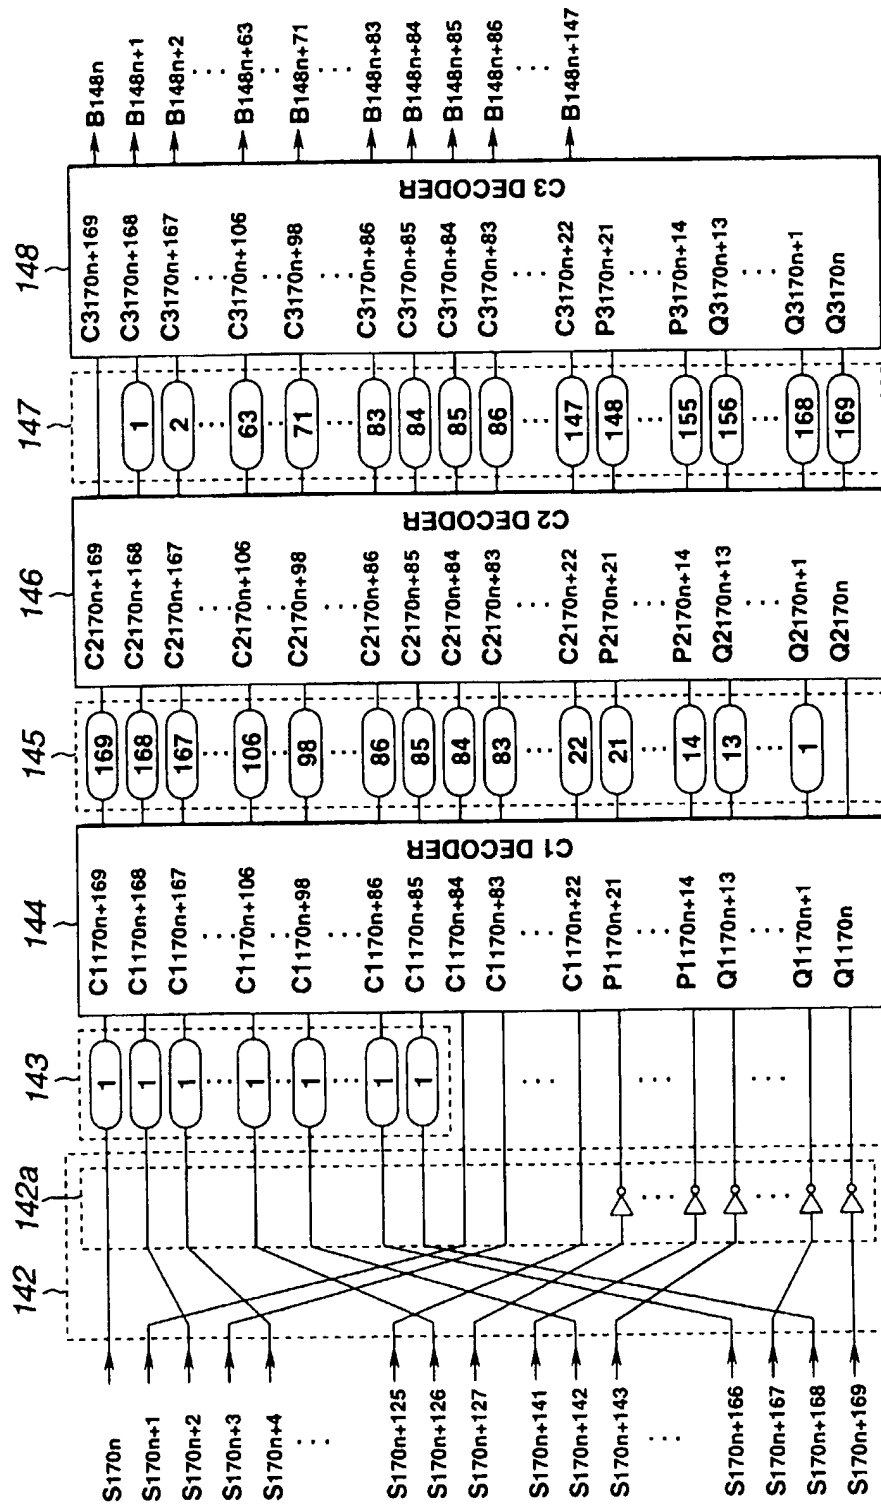 142
142a
143
144
145
146
147
148
S170n
S170n+1
S170n+2
S170n+3
S170n+4
...
S170n+125
S170n+126
S170n+127
S170n+141
S170n+142
S170n+143
...
S170n+166
S170n+167
S170n+168
S170n+169
1
1
1
...
1
1
...
1
1
...
...
...
...
...
C1170n+169
C1170n+168
C1170n+167
...
C1170n+106
C1170n+98
...
C1170n+86
C1170n+85
C1170n+84
C1170n+83
...
C1170n+22
P1170n+21
...
P1170n+14
Q1170n+13
...
Q1170n+1
Q1170n
C1 DECODER
169
168
167
...
106
98
...
86
85
84
83
...
22
21
...
14
13
...
1
C2170n+169
C2170n+168
C2170n+167
...
C2170n+106
C2170n+98
...
C2170n+86
C2170n+85
C2170n+84
C2170n+83
...
C2170n+22
P2170n+21
...
P2170n+14
Q2170n+13
...
Q2170n+1
Q2170n
C2 DECODER
1
2
...
63
71
...
83
84
85
86
...
147
148
...
155
156
...
168
169
C3170n+169
C3170n+168
C3170n+167
...
C3170n+106
C3170n+98
...
C3170n+86
C3170n+85
C3170n+84
C3170n+83
...
C3170n+22
P3170n+21
...
P3170n+14
Q3170n+13
...
Q3170n+1
Q3170n
C3 DECODER
B148n
B148n+1
B148n+2
...
B148n+63
...
B148n+71
...
B148n+83
B148n+84
B148n+85
B148n+86
...
B148n+147